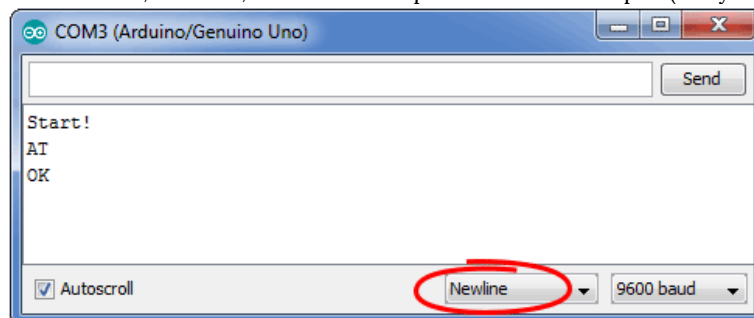 COM3 (Arduino/Genuino Uno)
Send
Start!
AT
OK
Autoscroll
Newline
9600 baud